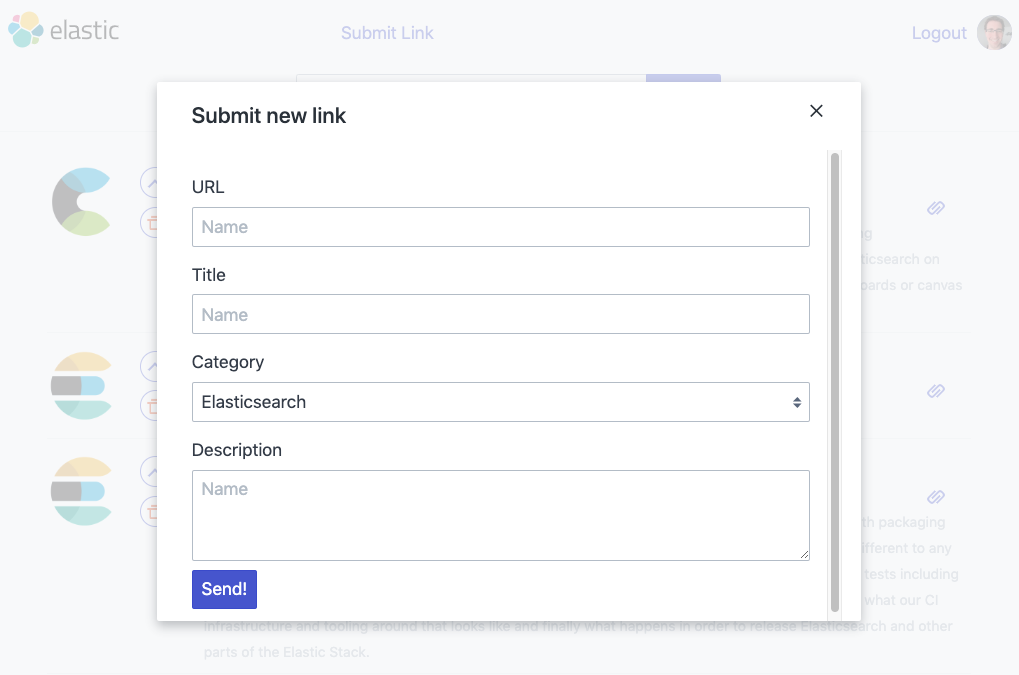 elastic
Submit Link
Logout
Submit new link
URL
Name
Title
Name
Category
Elasticsearch
Description
Name
Send!
ticsearch on
oards or canvas
th packaging
ifferent to any
tests including
what our CI
infrastructure and tooling around that looks like and finally what happens in order to release Elasticsearch and other
parts of the Elastic Stack.